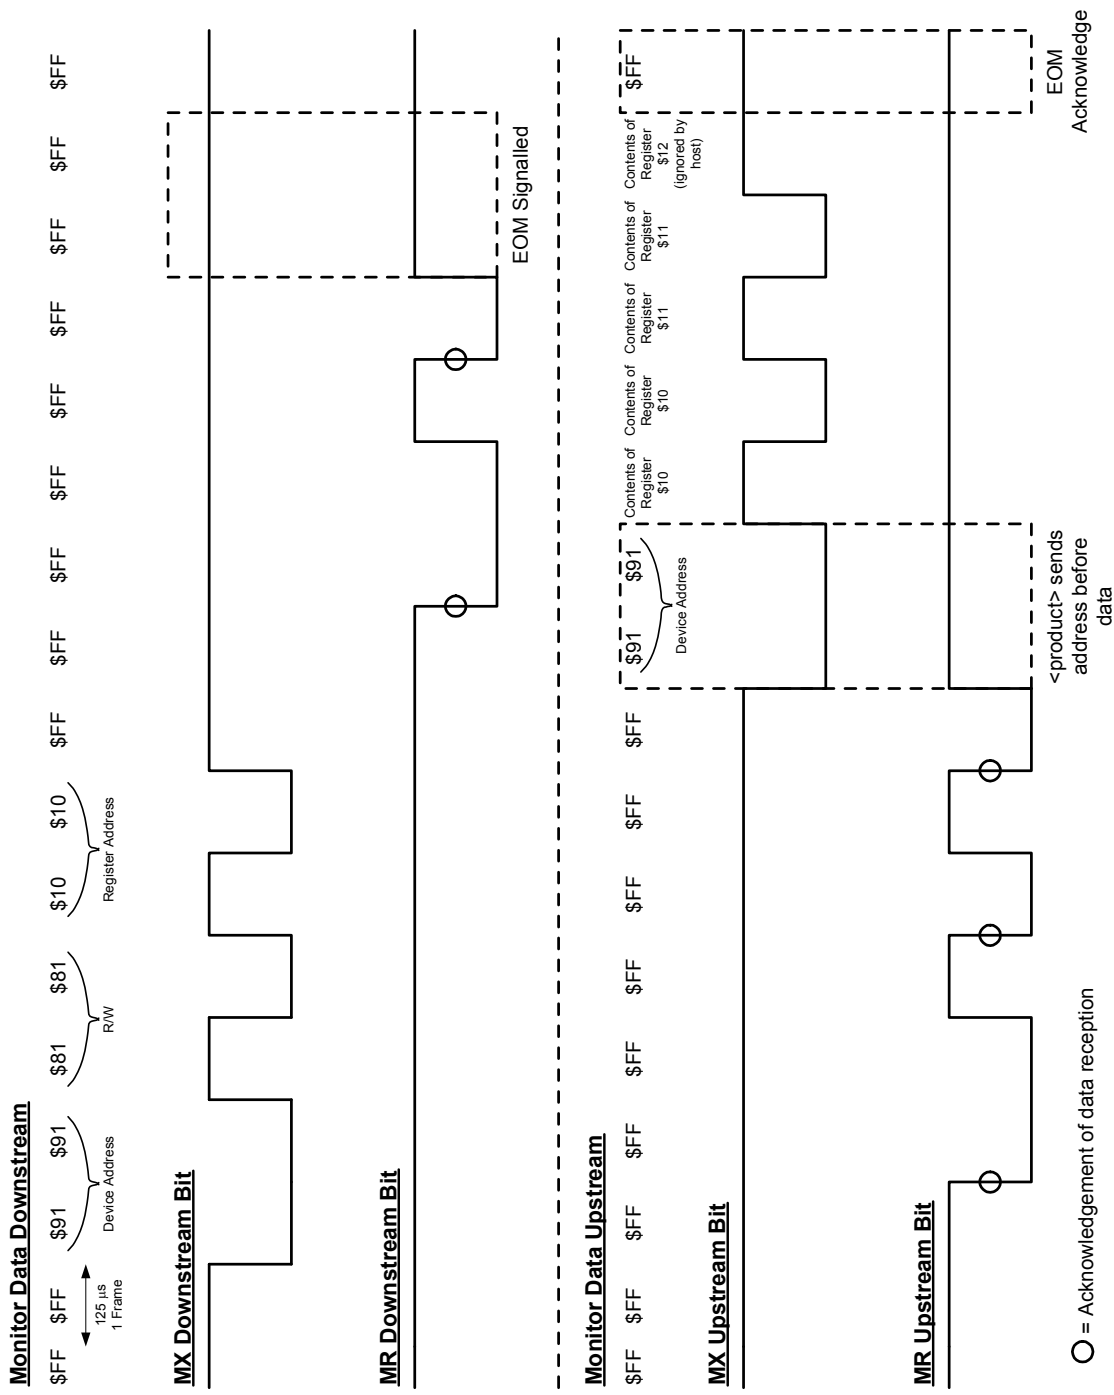 Monitor Data Downstream
$FF $FF $91 $91 $81 $81 $10 $10 $FF $FF $FF $FF $FF $FF $FF $FF $FF
125 µs
1 Frame
Device Address
R/W
Register Address
MX Downstream Bit
MR Downstream Bit
EOM Signalled
Monitor Data Upstream
$FF $FF $FF $FF $FF $FF $FF $FF $FF $91 $91
Device Address
Contents of
Register
$10
Contents of
Register
$10
Contents of
Register
$11
Contents of
Register
$11
Contents of
Register
$12
(ignored by
host)
$FF
MX Upstream Bit
MR Upstream Bit
<product> sends
address before
data
EOM
Acknowledge
= Acknowledgement of data reception